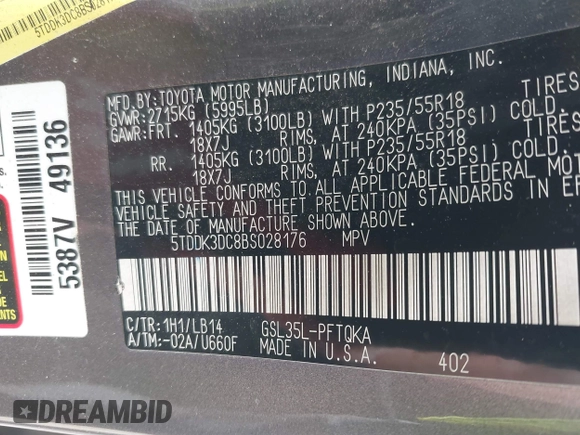 5TDDK3DC8BS028176
5387V 49136
MFD.BY:TOYOTA MOTOR MANUFACTURING, INDIANA, INC.
GVWR:2715KG (5995LB)
GAWR:FRT. 1405KG (3100LB) WITH P235/55R18 TIRES
18X7J RIMS, AT 240KPA (35PSI) COLD.
RR. 1405KG (3100LB) WITH P235/55R18 TIRES
18X7J RIMS, AT 240KPA (35PSI) COLD.
THIS VEHICLE CONFORMS TO ALL APPLICABLE FEDERAL MOTOR
VEHICLE SAFETY AND THEFT PREVENTION STANDARDS IN EF
THE DATE OF MANUFACTURE SHOWN ABOVE.
5TDDK3DC8BS028176 MPV
C/TR:1H1/LB14 GSL35L-PFTQKA
A/TM:-02A/U660F MADE IN U.S.A. 402
DREAMBID